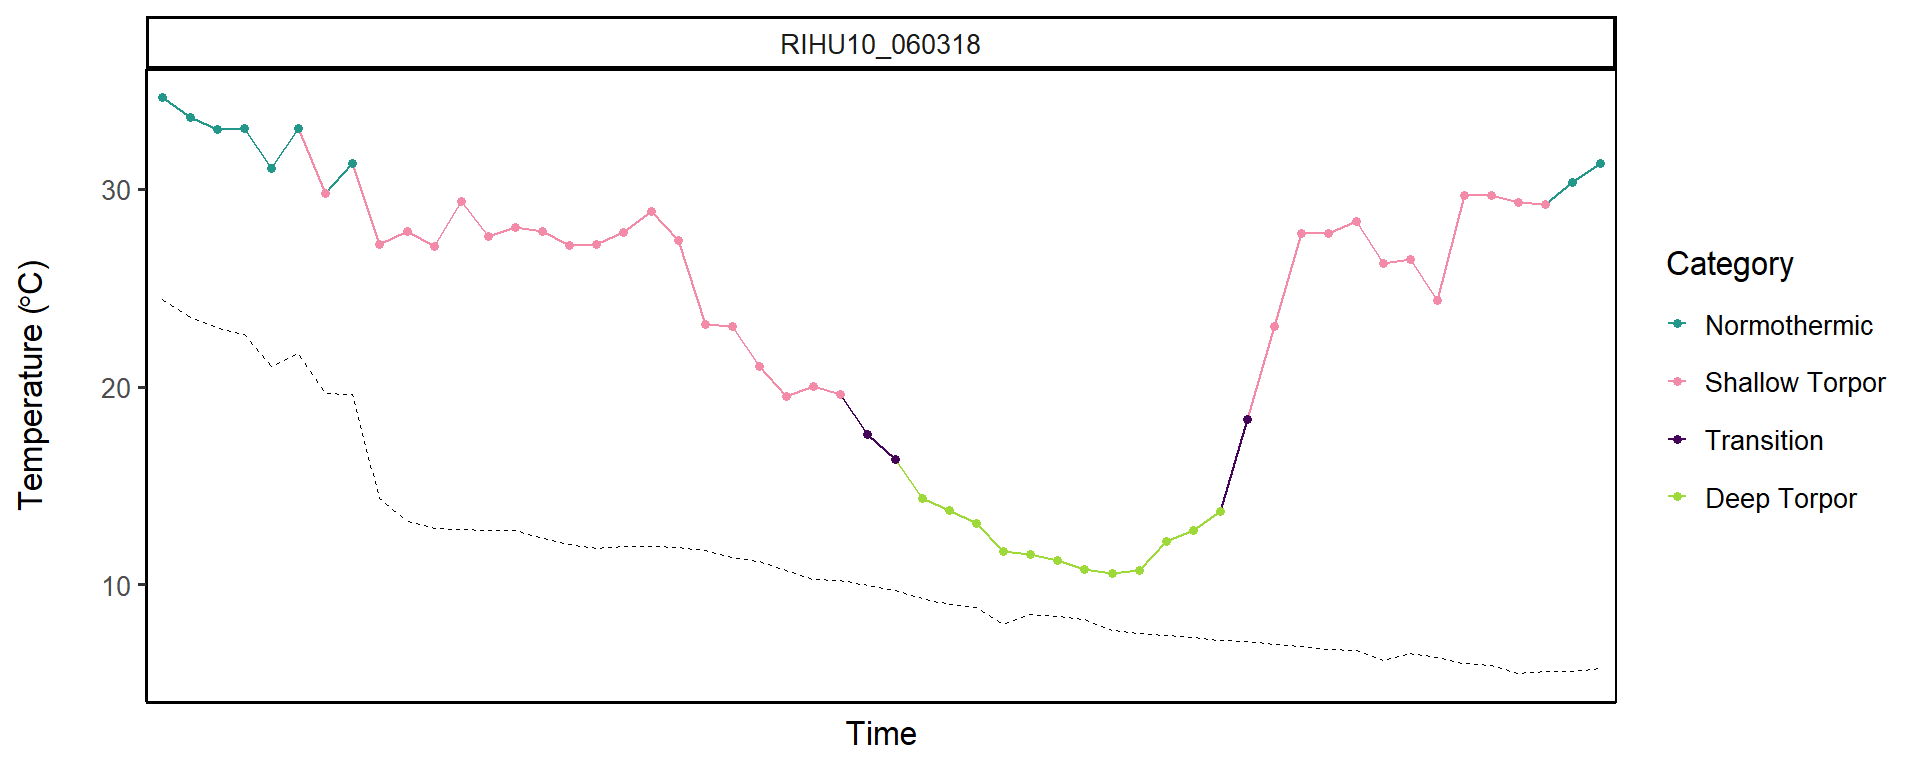 RIHU10_060318
30
20
10
Temperature (°C)
Time
Category
Normothermic
Shallow Torpor
Transition
Deep Torpor